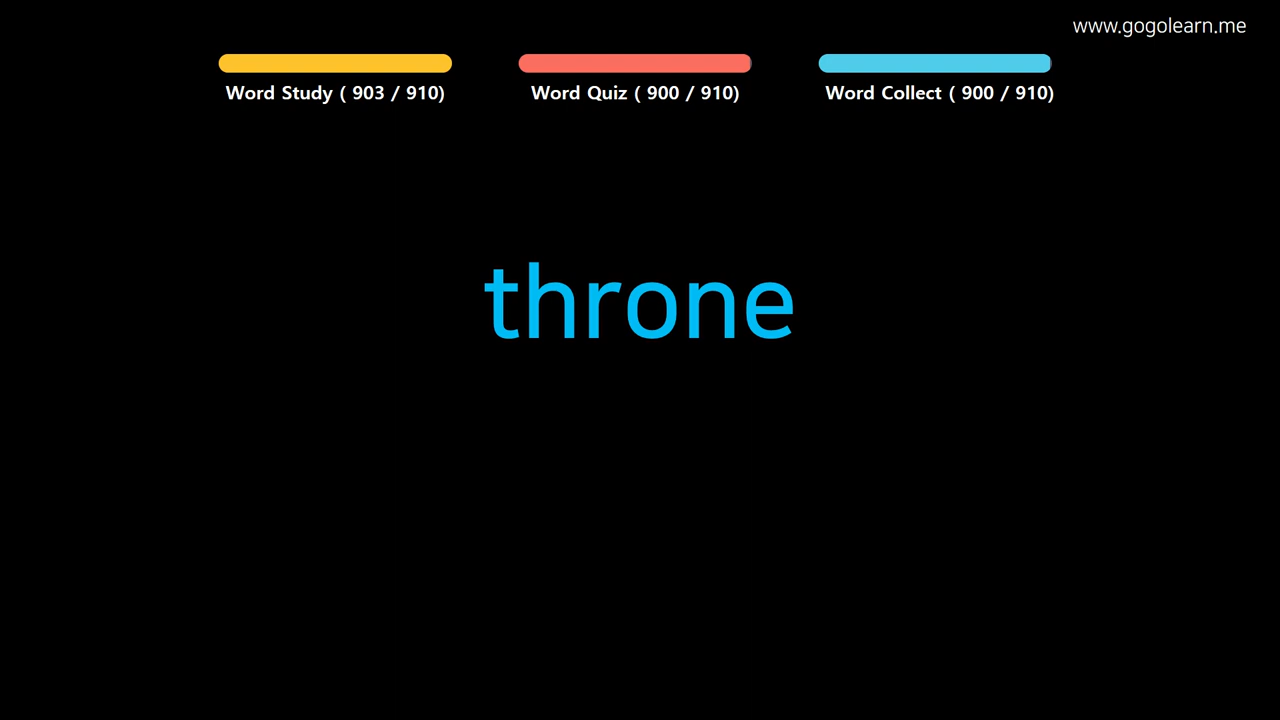 www.gogolearn.me
Word Study ( 903 / 910)
Word Quiz ( 900 / 910)
Word Collect ( 900 / 910)
throne